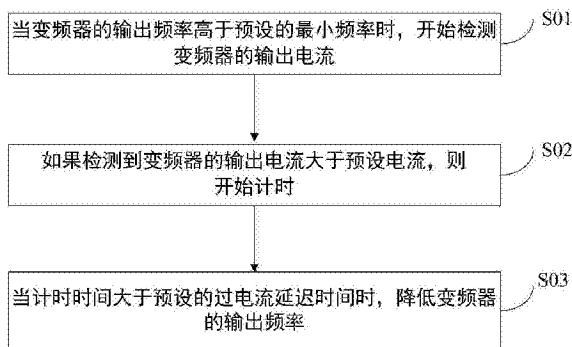 当变频器的输出频率高于预设的最小频率时，开始检测
变频器的输出电流
S01
如果检测到变频器的输出电流大于预设电流，则
开始计时
S02
当计时时间大于预设的过电流延迟时间时，降低变频器
的输出频率
S03